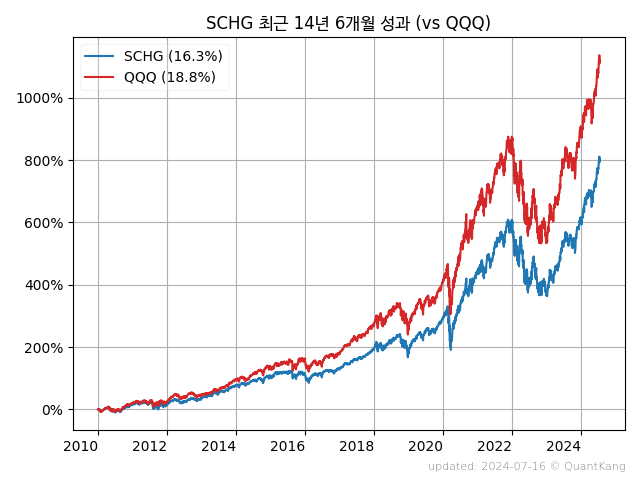 SCHG 최근 14년 6개월 성과 (vs QQQ)
SCHG (16.3%)
QQQ (18.8%)
1000%
800%
600%
400%
200%
0%
2010 2012 2014 2016 2018 2020 2022 2024
updated: 2024-07-16 © QuantKang